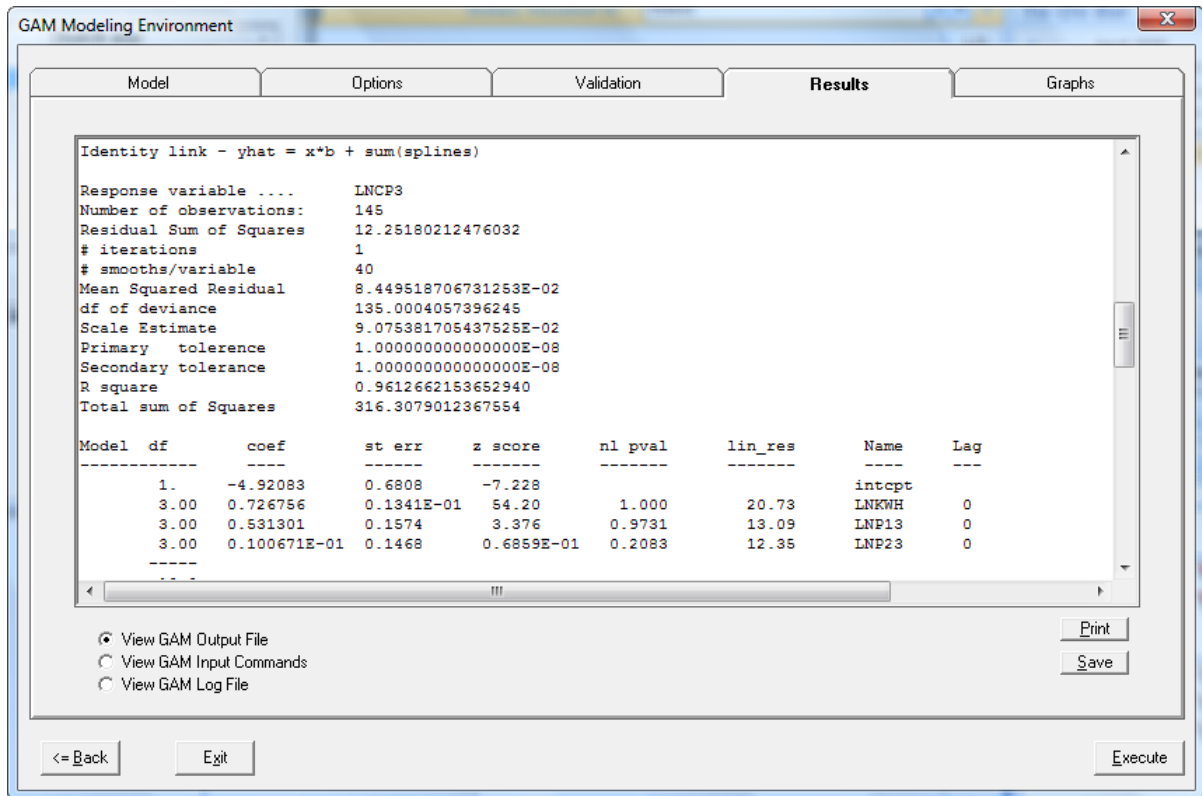 GAM Modeling Environment
Model Options Validation Results Graphs
Identity link - yhat = x*b + sum(splines)
Response variable .... LNCP3
Number of observations: 145
Residual Sum of Squares 12.25180212476032
# iterations 1
# smooths/variable 40
Mean Squared Residual 8.449518706731253E-02
df of deviance 135.0004057396245
Scale Estimate 9.075381705437525E-02
Primary tolerence 1.000000000000000E-08
Secondary tolerance 1.000000000000000E-08
R square 0.9612662153652940
Total sum of Squares 316.3079012367554
Model df coef st err z score nl pval lin_res Name Lag
------------ ---- ------ ------- ------- ------- ---- ---
1. -4.92083 0.6808 -7.228 intcpt
3.00 0.726756 0.1341E-01 54.20 1.000 20.73 LNKWH 0
3.00 0.531301 0.1574 3.376 0.9731 13.09 LNP13 0
3.00 0.100671E-01 0.1468 0.6859E-01 0.2083 12.35 LNP23 0
-----
View GAM Output File
View GAM Input Commands
View GAM Log File
Print
Save
<= Back Exit Execute